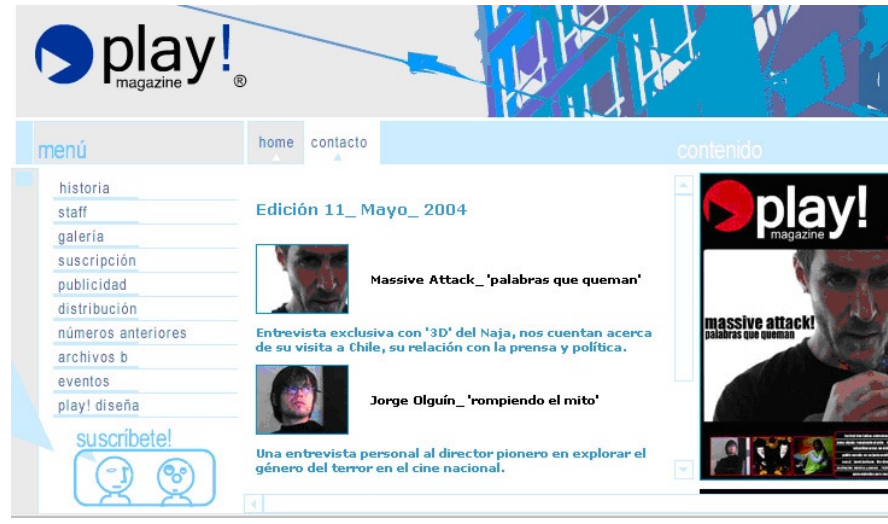 play!
magazine ®
menú
home
contacto
contenido
historia
staff
galería
suscripción
publicidad
distribución
números anteriores
archivos b
eventos
play! diseña
suscríbete!
Edición 11_ Mayo_ 2004
Massive Attack_ 'palabras que queman'
Entrevista exclusiva con '3D' del Naja, nos cuentan acerca
de su visita a Chile, su relación con la prensa y política.
Jorge Olguín_ 'rompiendo el mito'
Una entrevista personal al director pionero en explorar el
género del terror en el cine nacional.
play!
magazine
massive attack!
palabras que queman